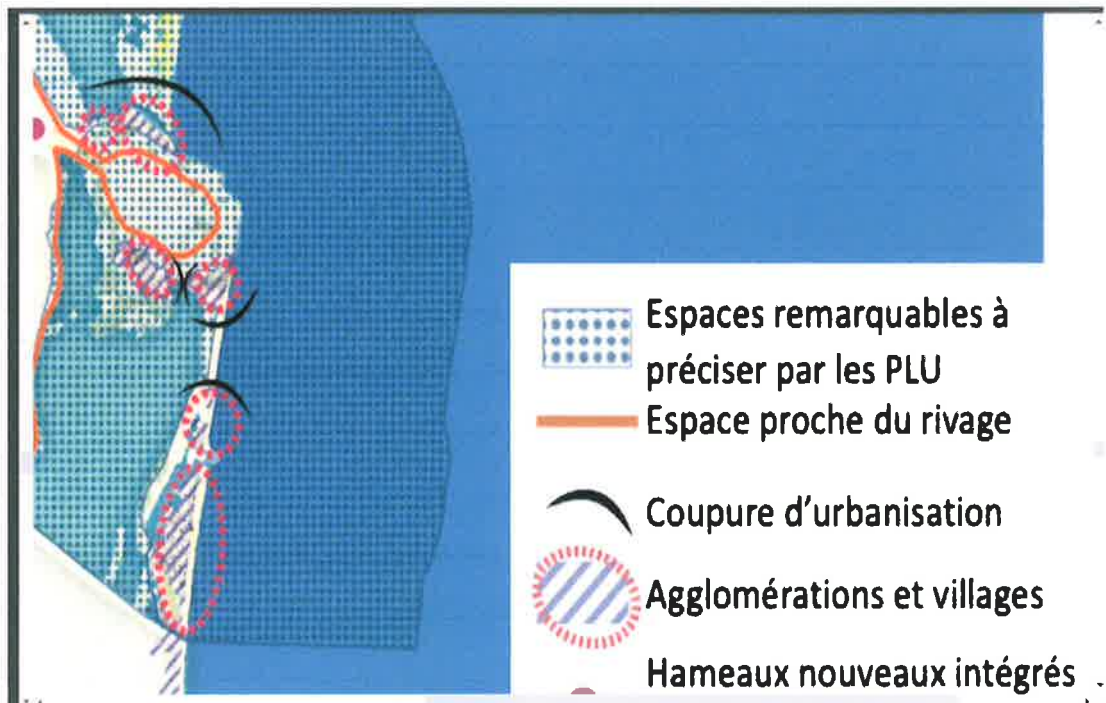 Espaces remarquables à
préciser par les PLU
Espace proche du rivage
Coupure d'urbanisation
Agglomérations et villages
Hameaux nouveaux intégrés